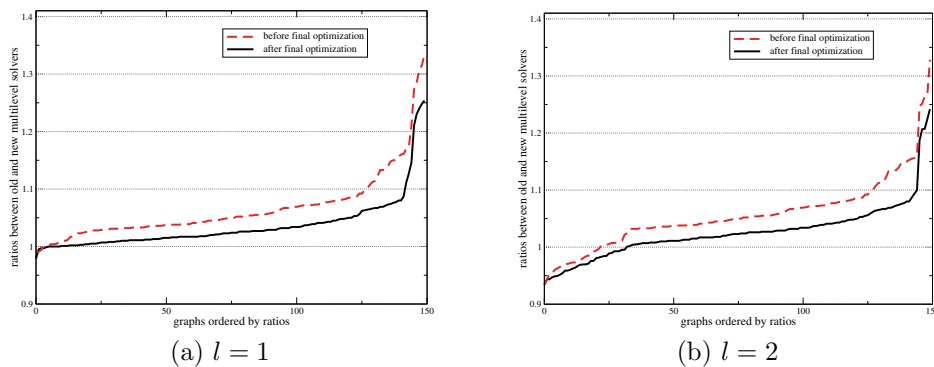 1.4
1.3
1.2
1.1
1
0.9
ratios between old and new multilevel solvers
before final optimization
after final optimization
0 50 100 150
graphs ordered by ratios
(a) l = 1
1.4
1.3
1.2
1.1
1
0.9
ratios between old and new multilevel solvers
before final optimization
after final optimization
0 50 100 150
graphs ordered by ratios
(b) l = 2